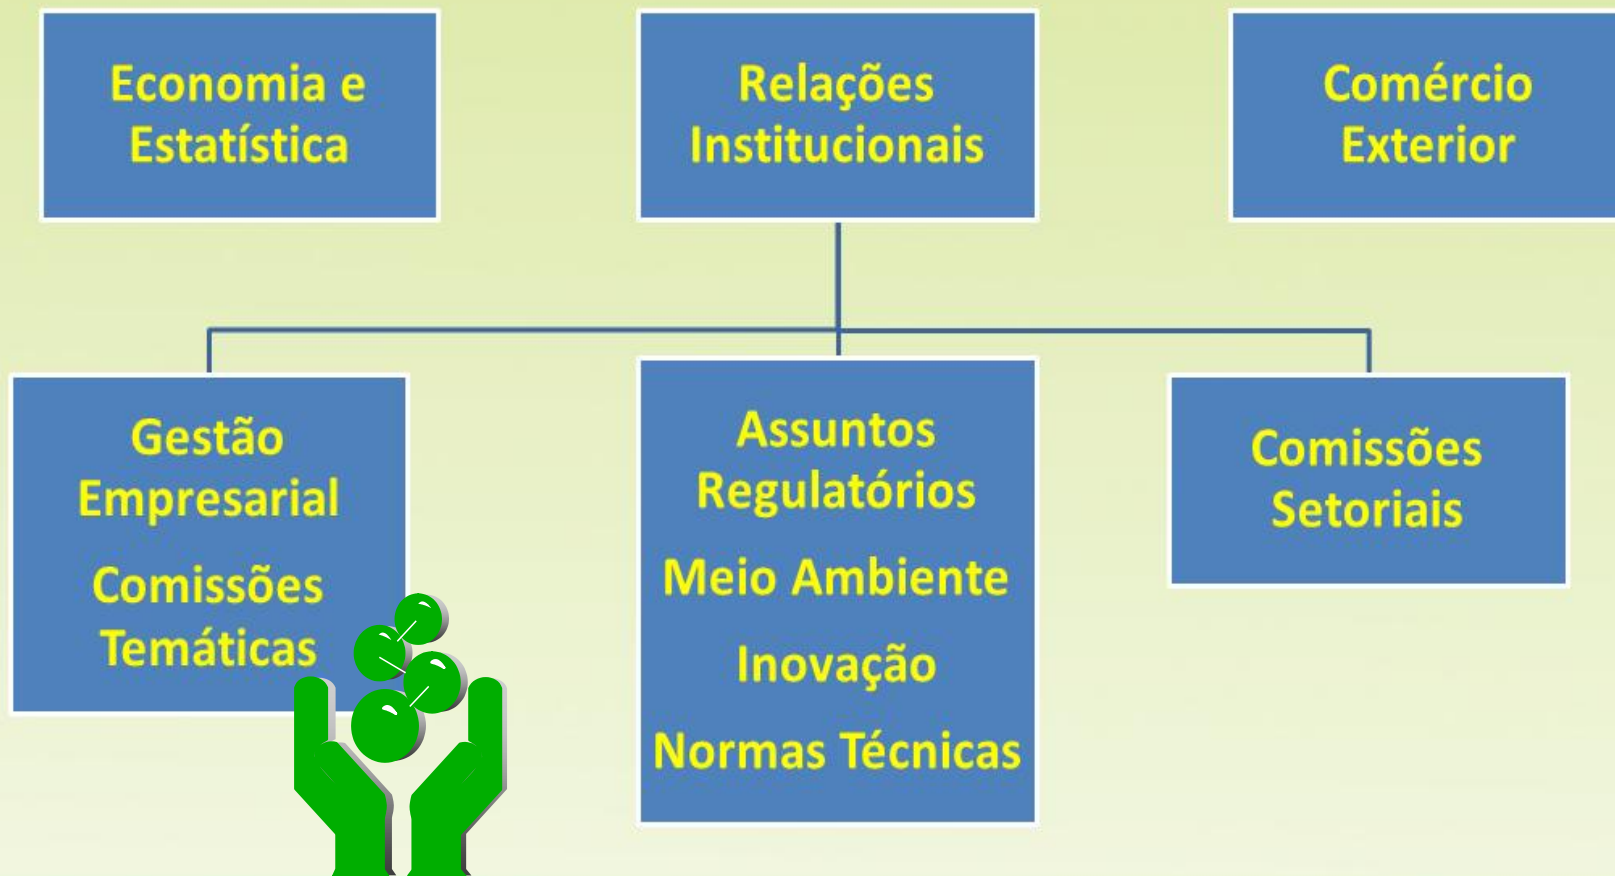 Economia e
Estatística
Relações
Institucionais
Comércio
Exterior
Gestão
Empresarial
Comissões
Temáticas
Assuntos
Regulatórios
Meio Ambiente
Inovação
Normas Técnicas
Comissões
Setoriais